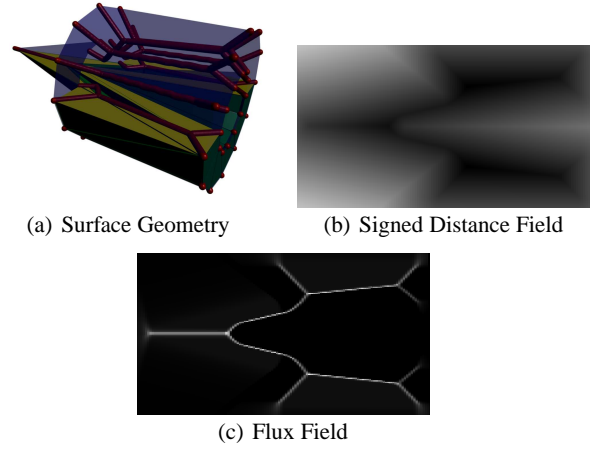 (a) Surface Geometry
(b) Signed Distance Field
(c) Flux Field